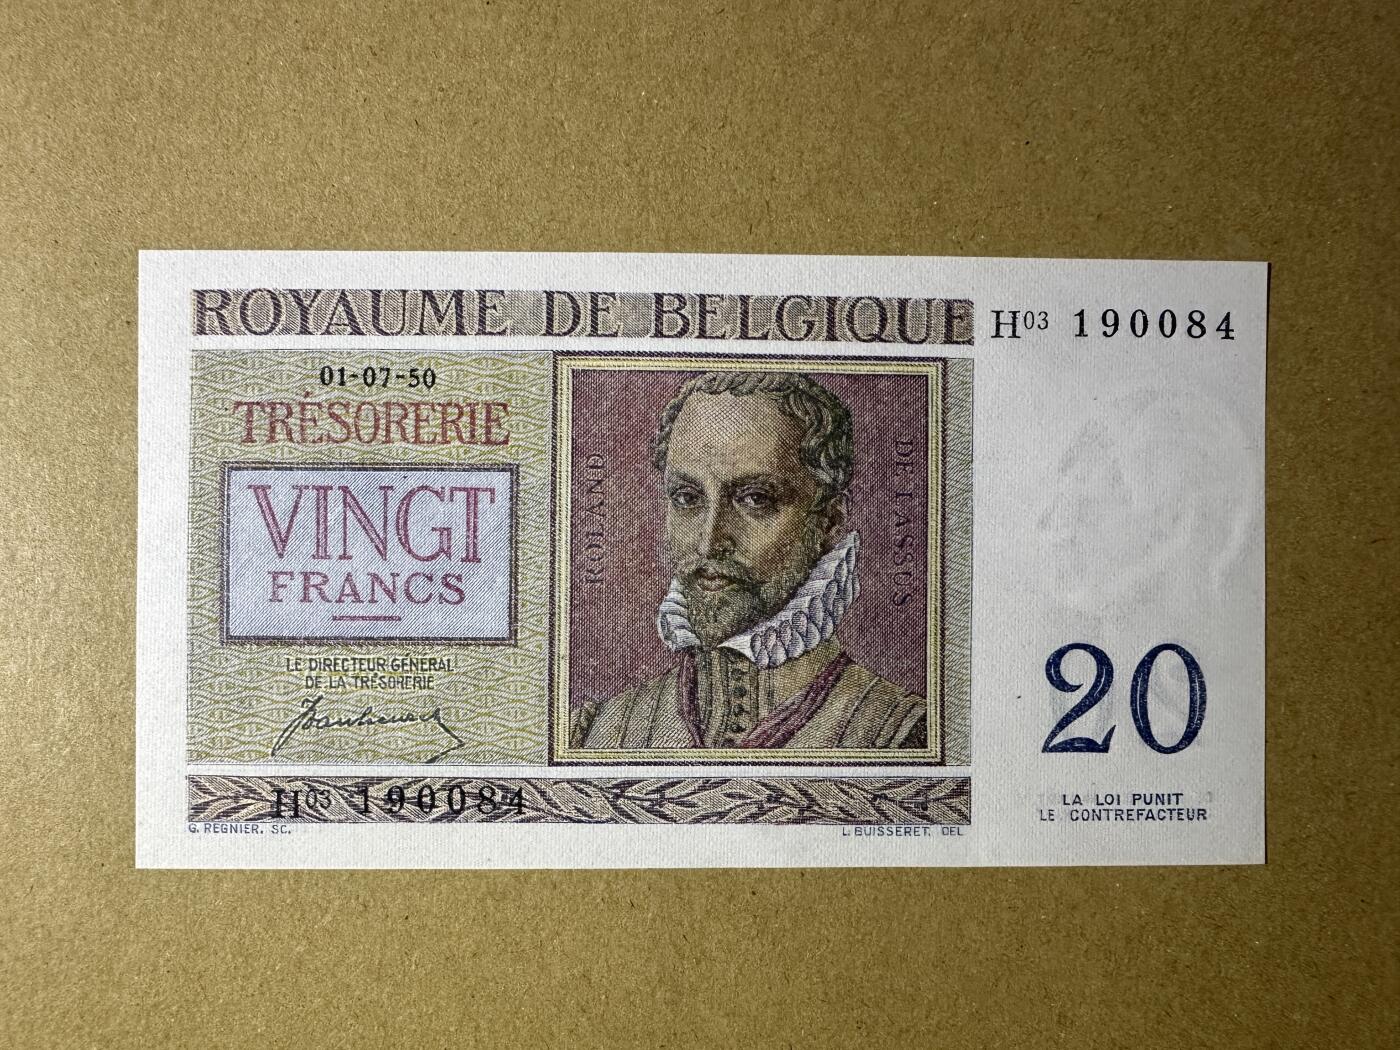 ROYAUME DE BELGIQUE
H03 190084
01-07-50
TRÉSORERIE
VINGT
FRANCS
LE DIRECTEUR GÉNÉRAL
DE LA TRÉSORERIE
ROLAND
DE LASSUS
20
H03 190084
LA LOI PUNIT
LE CONTREFACTEUR
G. REGNIER. SC.
L. BUISSERET. DEL